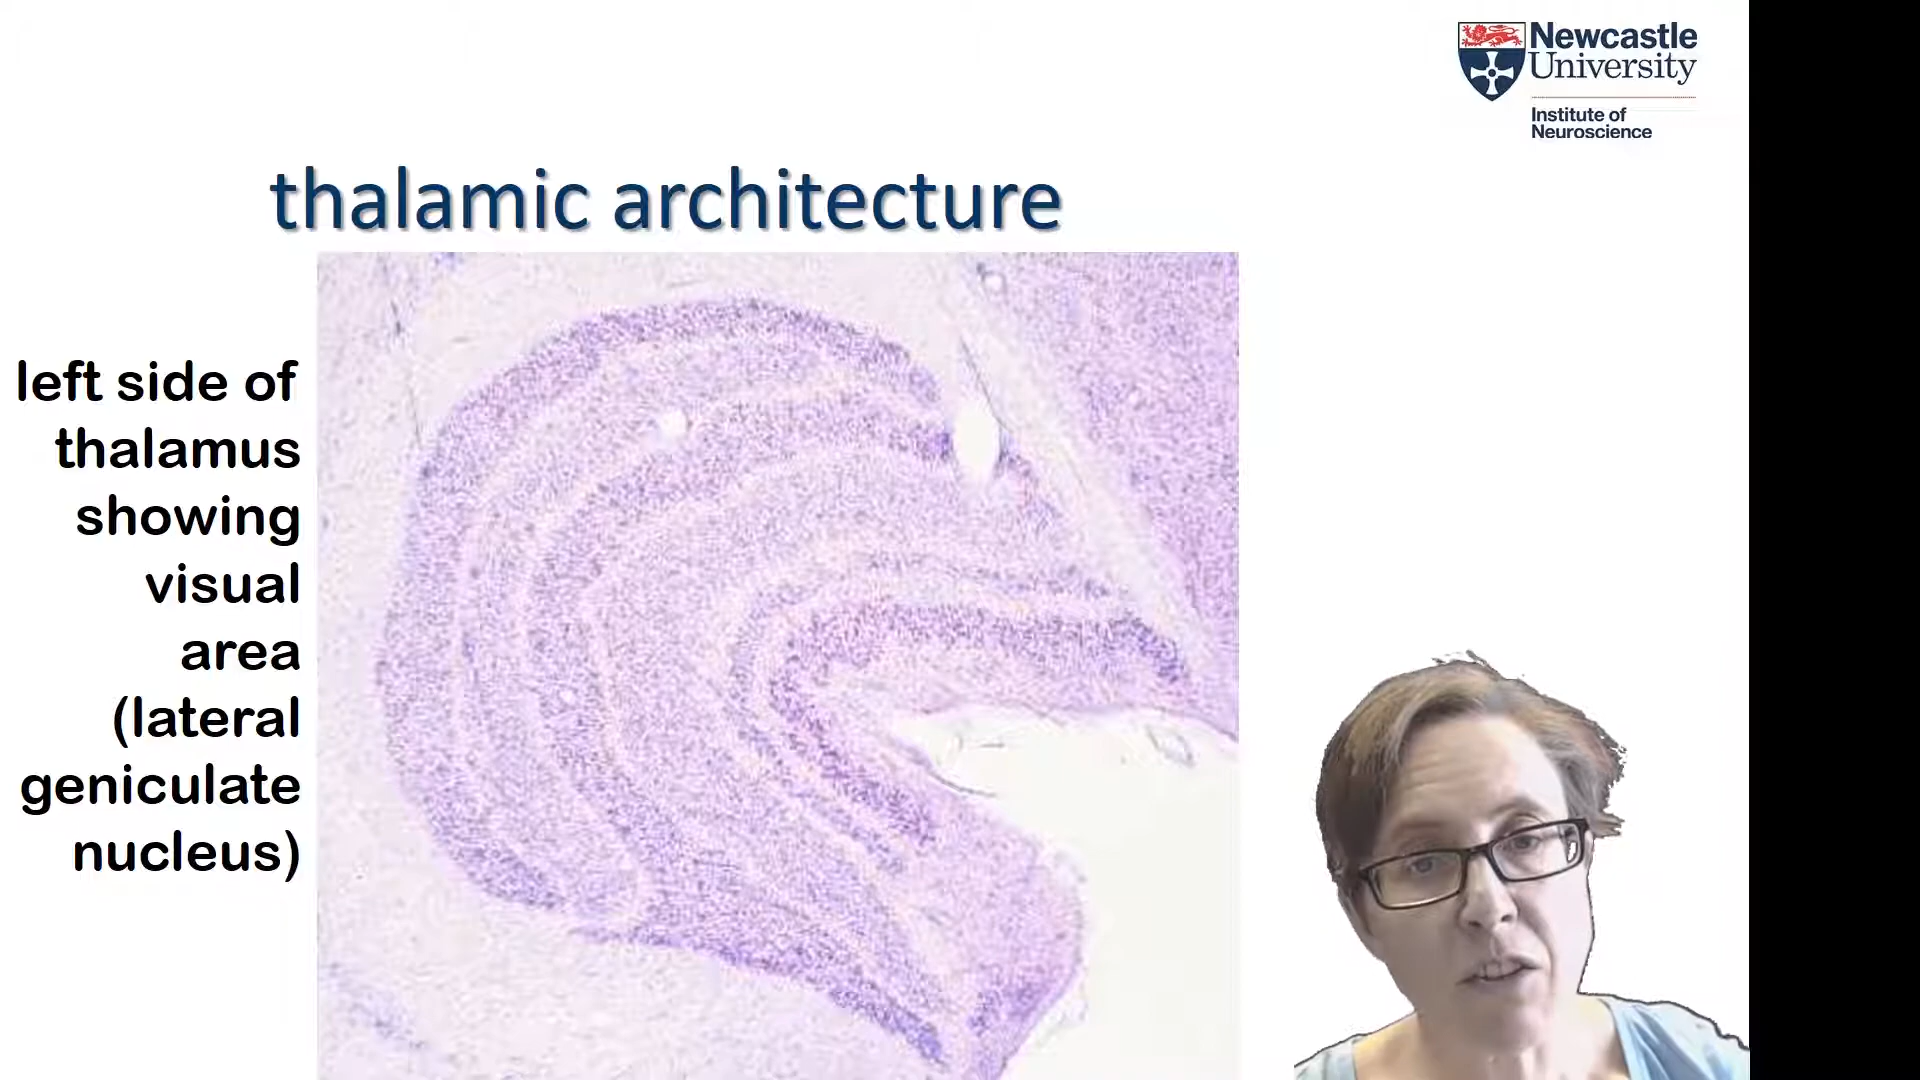 Newcastle
University
Institute of
Neuroscience
thalamic architecture
left side of
thalamus
showing
visual
area
(lateral
geniculate
nucleus)